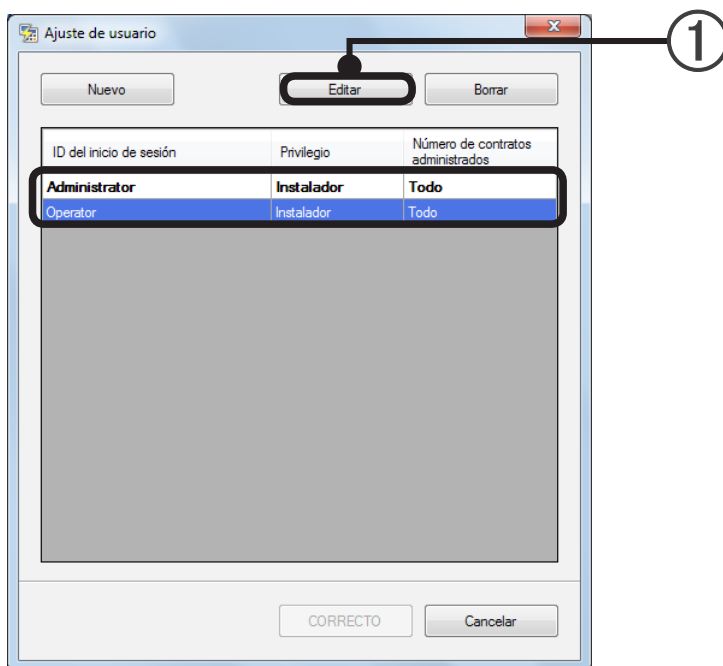 Ajuste de usuario
1
Nuevo Editar Borrar
ID del inicio de sesión Privilegio Número de contratos
administrados
Administrator Instalador Todo
Operator Instalador Todo
CORRECTO Cancelar